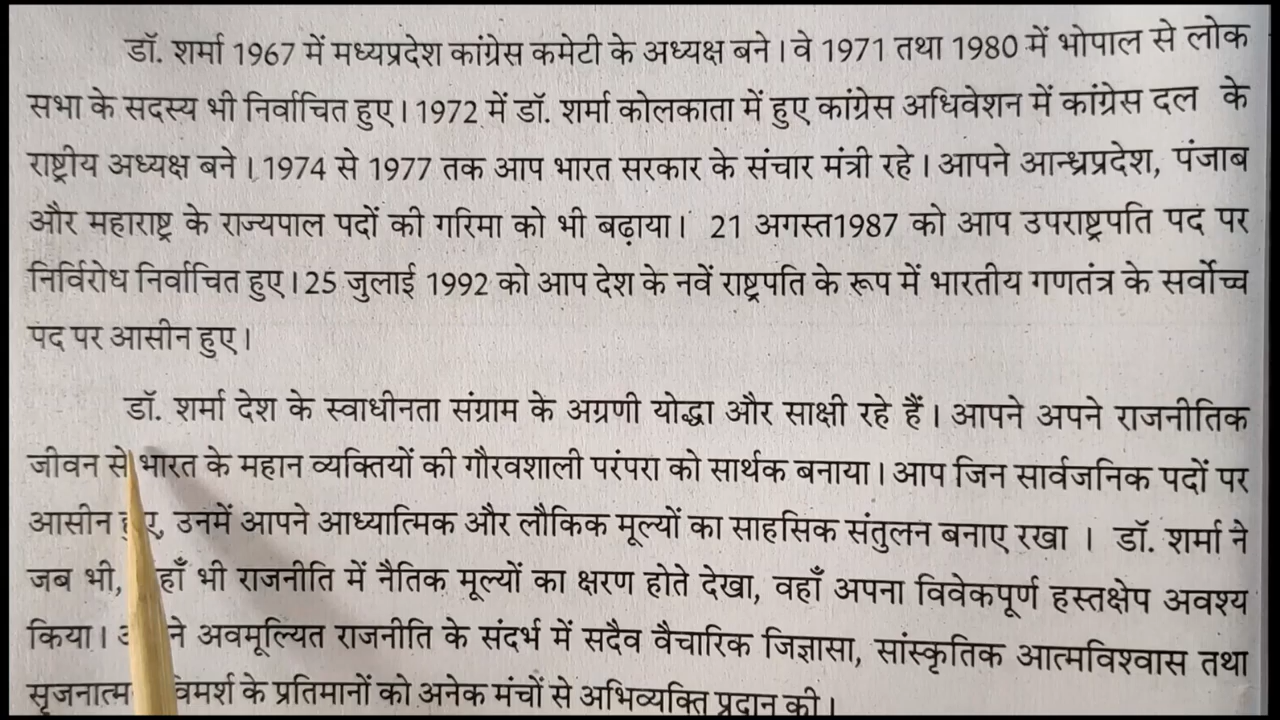 डॉ. शर्मा 1967 में मध्यप्रदेश कांग्रेस कमेटी के अध्यक्ष बने। वे 1971 तथा 1980 में भोपाल से लोक
सभा के सदस्य भी निर्वाचित हुए। 1972 में डॉ. शर्मा कोलकाता में हुए कांग्रेस अधिवेशन में कांग्रेस दल के
राष्ट्रीय अध्यक्ष बने। 1974 से 1977 तक आप भारत सरकार के संचार मंत्री रहे। आपने आन्ध्रप्रदेश, पंजाब
और महाराष्ट्र के राज्यपाल पदों की गरिमा को भी बढ़ाया। 21 अगस्त1987 को आप उपराष्ट्रपति पद पर
निर्विरोध निर्वाचित हुए। 25 जुलाई 1992 को आप देश के नवें राष्ट्रपति के रूप में भारतीय गणतंत्र के सर्वोच्च
पद पर आसीन हुए।
डॉ. शर्मा देश के स्वाधीनता संग्राम के अग्रणी योद्धा और साक्षी रहे हैं। आपने अपने राजनीतिक
जीवन से भारत के महान व्यक्तियों की गौरवशाली परंपरा को सार्थक बनाया। आप जिन सार्वजनिक पदों पर
आसीन उनमें आपने आध्यात्मिक और लौकिक मूल्यों का साहसिक संतुलन बनाए रखा । डॉ. शर्मा ने
जब भी, भी राजनीति में नैतिक मूल्यों का क्षरण होते देखा, वहाँ अपना विवेकपूर्ण हस्तक्षेप अवश्य
किया। अवमूल्यित राजनीति के संदर्भ में सदैव वैचारिक जिज्ञासा, सांस्कृतिक आत्मविश्वास तथा
के प्रतिमानों को अनेक मंचों से अभिव्यक्ति प्रदान की।